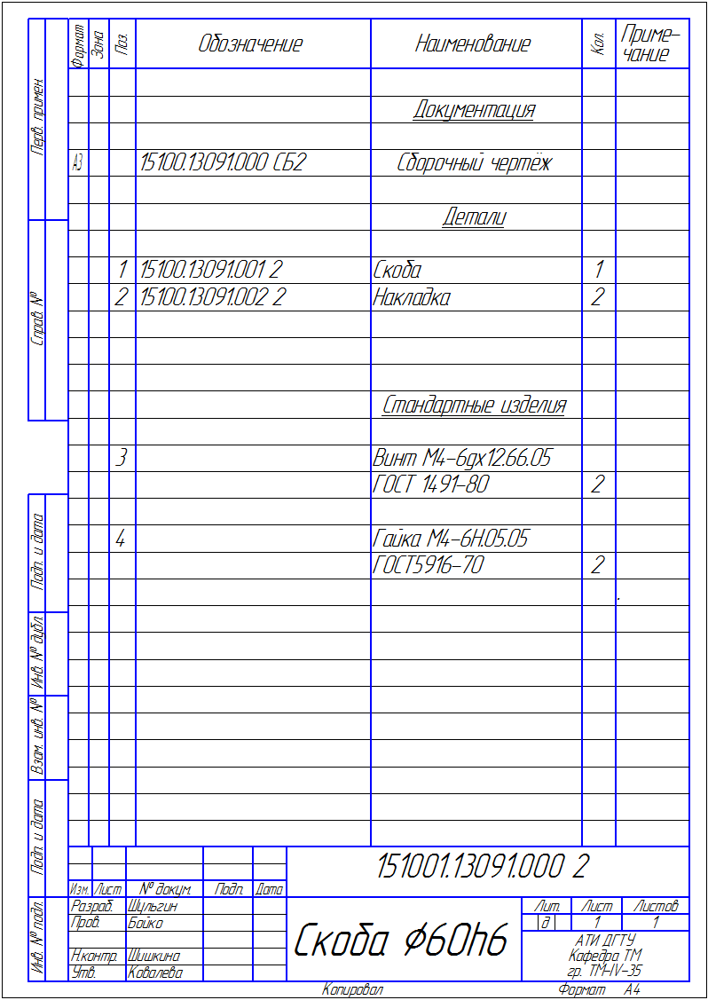 Перв. примен.
Справ. №
Подп. и дата
Инв. № дубл.
Взам. инв. №
Подп. и дата
Инв. № подл.
Формат Зона Поз. Обозначение Наименование Кол. Приме-
чание
Документация
А3 15100.13091.000 СБ2 Сборочный чертёж
Детали
1 15100.13091.001 2 Скоба 1
2 15100.13091.002 2 Накладка 2
Стандартные изделия
3 Винт М4-6gх12.66.05
ГОСТ 1491-80 2
4 Гайка М4-6Н.05.05
ГОСТ5916-70 2
.
151001.13091.000 2
Изм. Лист № докум. Подп. Дата
Разраб. Шульгин
Пров. Бойко
Н.контр. Шишкина
Утв. Ковалева
Скоба ⌀60h6
Лит. Лист Листов
д 1 1
АТИ ДГТУ
Кафедра ТМ
гр. ТМ-IV-35
Копировал Формат А4